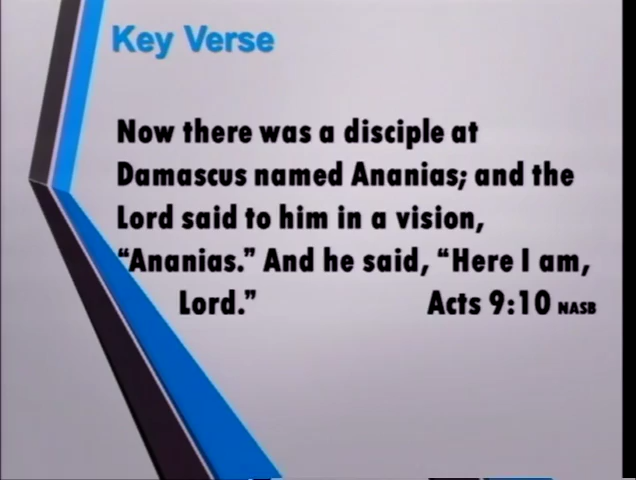 Key Verse
Now there was a disciple at
Damascus named Ananias; and the
Lord said to him in a vision,
“Ananias.” And he said, “Here I am,
Lord.” Acts 9:10 NASB